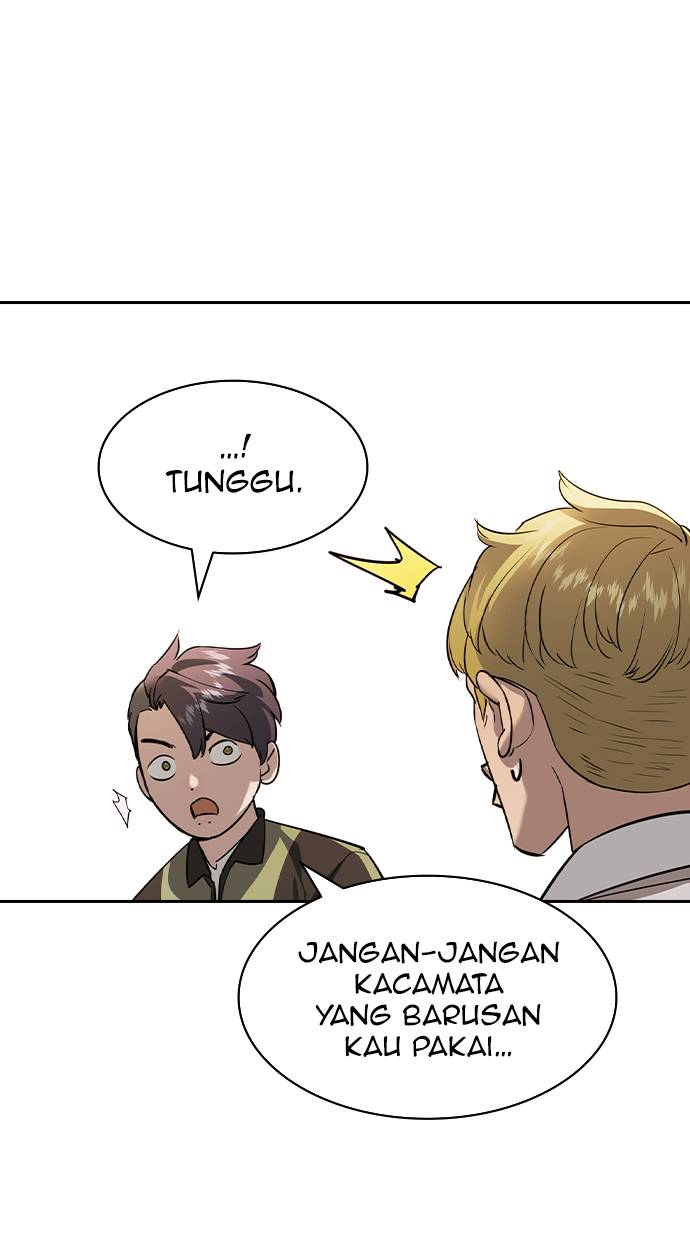 ...!
TUNGGU.
JANGAN-JANGAN
KACAMATA
YANG BARUSAN
KAU PAKAI...